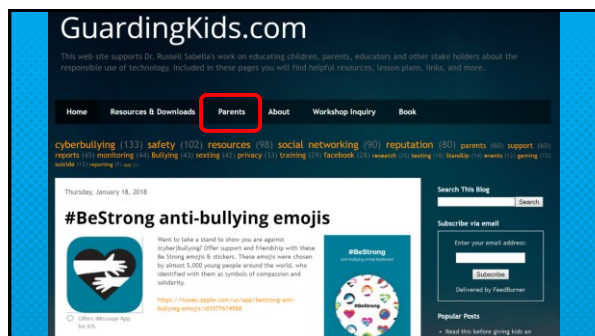 GuardingKids.com
This web site supports Dr. Russell Sabella's work on educating children, parents, educators and other stake holders about the
responsible use of technology. Included in these pages you will find helpful resources, lesson plans, links, and more.
Home Resources & Downloads Parents About Workshop Inquiry Book
cyberbullying (133) safety (102) resources (98) social networking (90) reputation (80) parents (60) support (60)
reports (45) monitoring (44) Bullying (43) sexting (42) privacy (33) training (29) facebook (28) research (25) texting (18) StandUp (14) events (12) gaming (12)
suicide (12) reporting (9) app
Thursday, January 18, 2018
#BeStrong anti-bullying emojis
Want to take a stand to show you are against
(cyber)bullying? Offer support and friendship with these
Be Strong emojis & stickers. These emojis were chosen
by almost 5,000 young people around the world, who
identified with them as symbols of compassion and
solidarity.
https://itunes.apple.com/us/app/bestrong-anti-
bullying-emojis/id1077674508
Offers iMessage App
for iOS
#BeStrong
anti-bullying emoji keyboard
Search This Blog
Search
Subscribe via email
Enter your email address:
Subscribe
Delivered by FeedBurner
Popular Posts
Read this before giving kids an